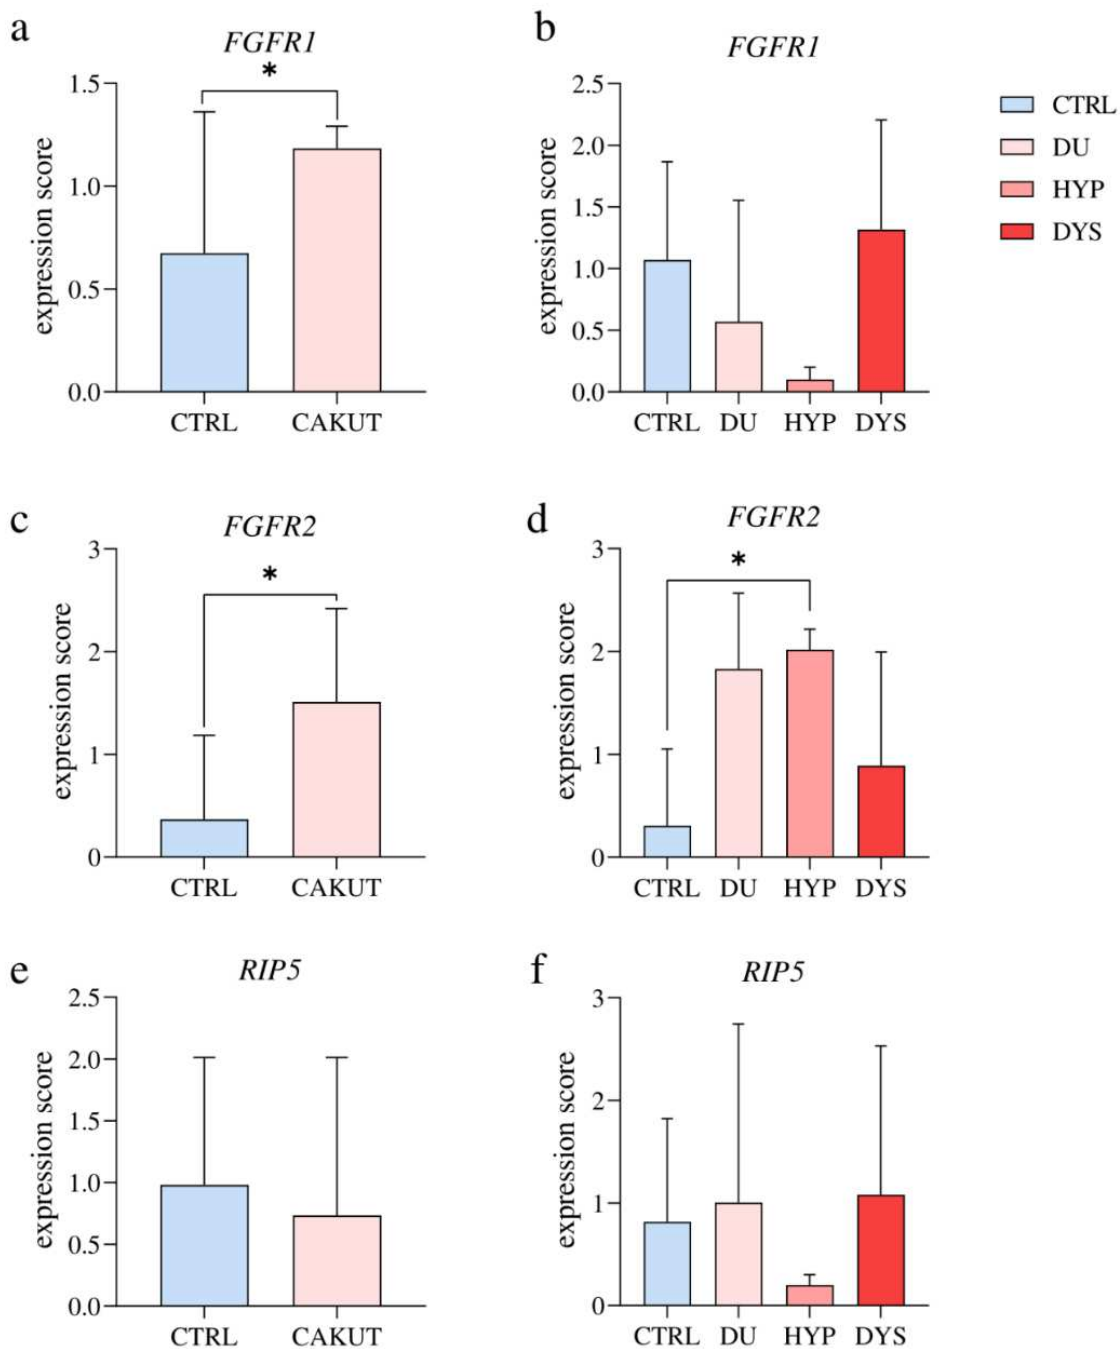 a
FGFR1
*
1.5
1.0
0.5
0.0
expression score
CTRL CAKUT
b
FGFR1
2.5
2.0
1.5
1.0
0.5
0.0
expression score
CTRL DU HYP DYS
CTRL
DU
HYP
DYS
c
FGFR2
*
3
2
1
0
expression score
CTRL CAKUT
d
FGFR2
*
3
2
1
0
expression score
CTRL DU HYP DYS
e
RIP5
2.5
2.0
1.5
1.0
0.5
0.0
expression score
CTRL CAKUT
f
RIP5
3
2
1
0
expression score
CTRL DU HYP DYS